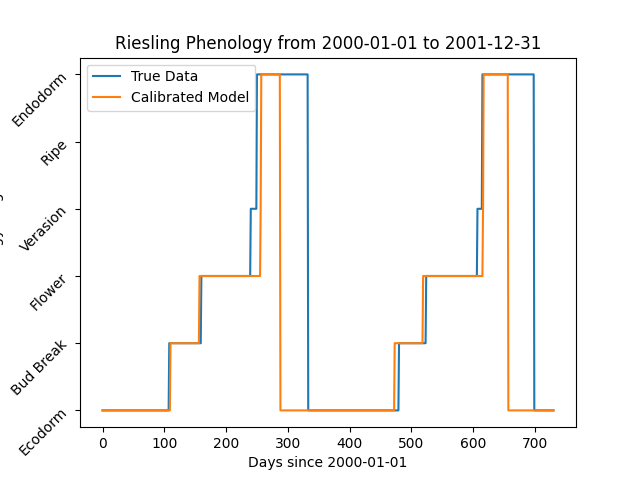 Riesling Phenology from 2000-01-01 to 2001-12-31
True Data
Calibrated Model
Endodorm
Ripe
Verasion
Flower
Bud Break
Ecodorm
0 100 200 300 400 500 600 700
Days since 2000-01-01